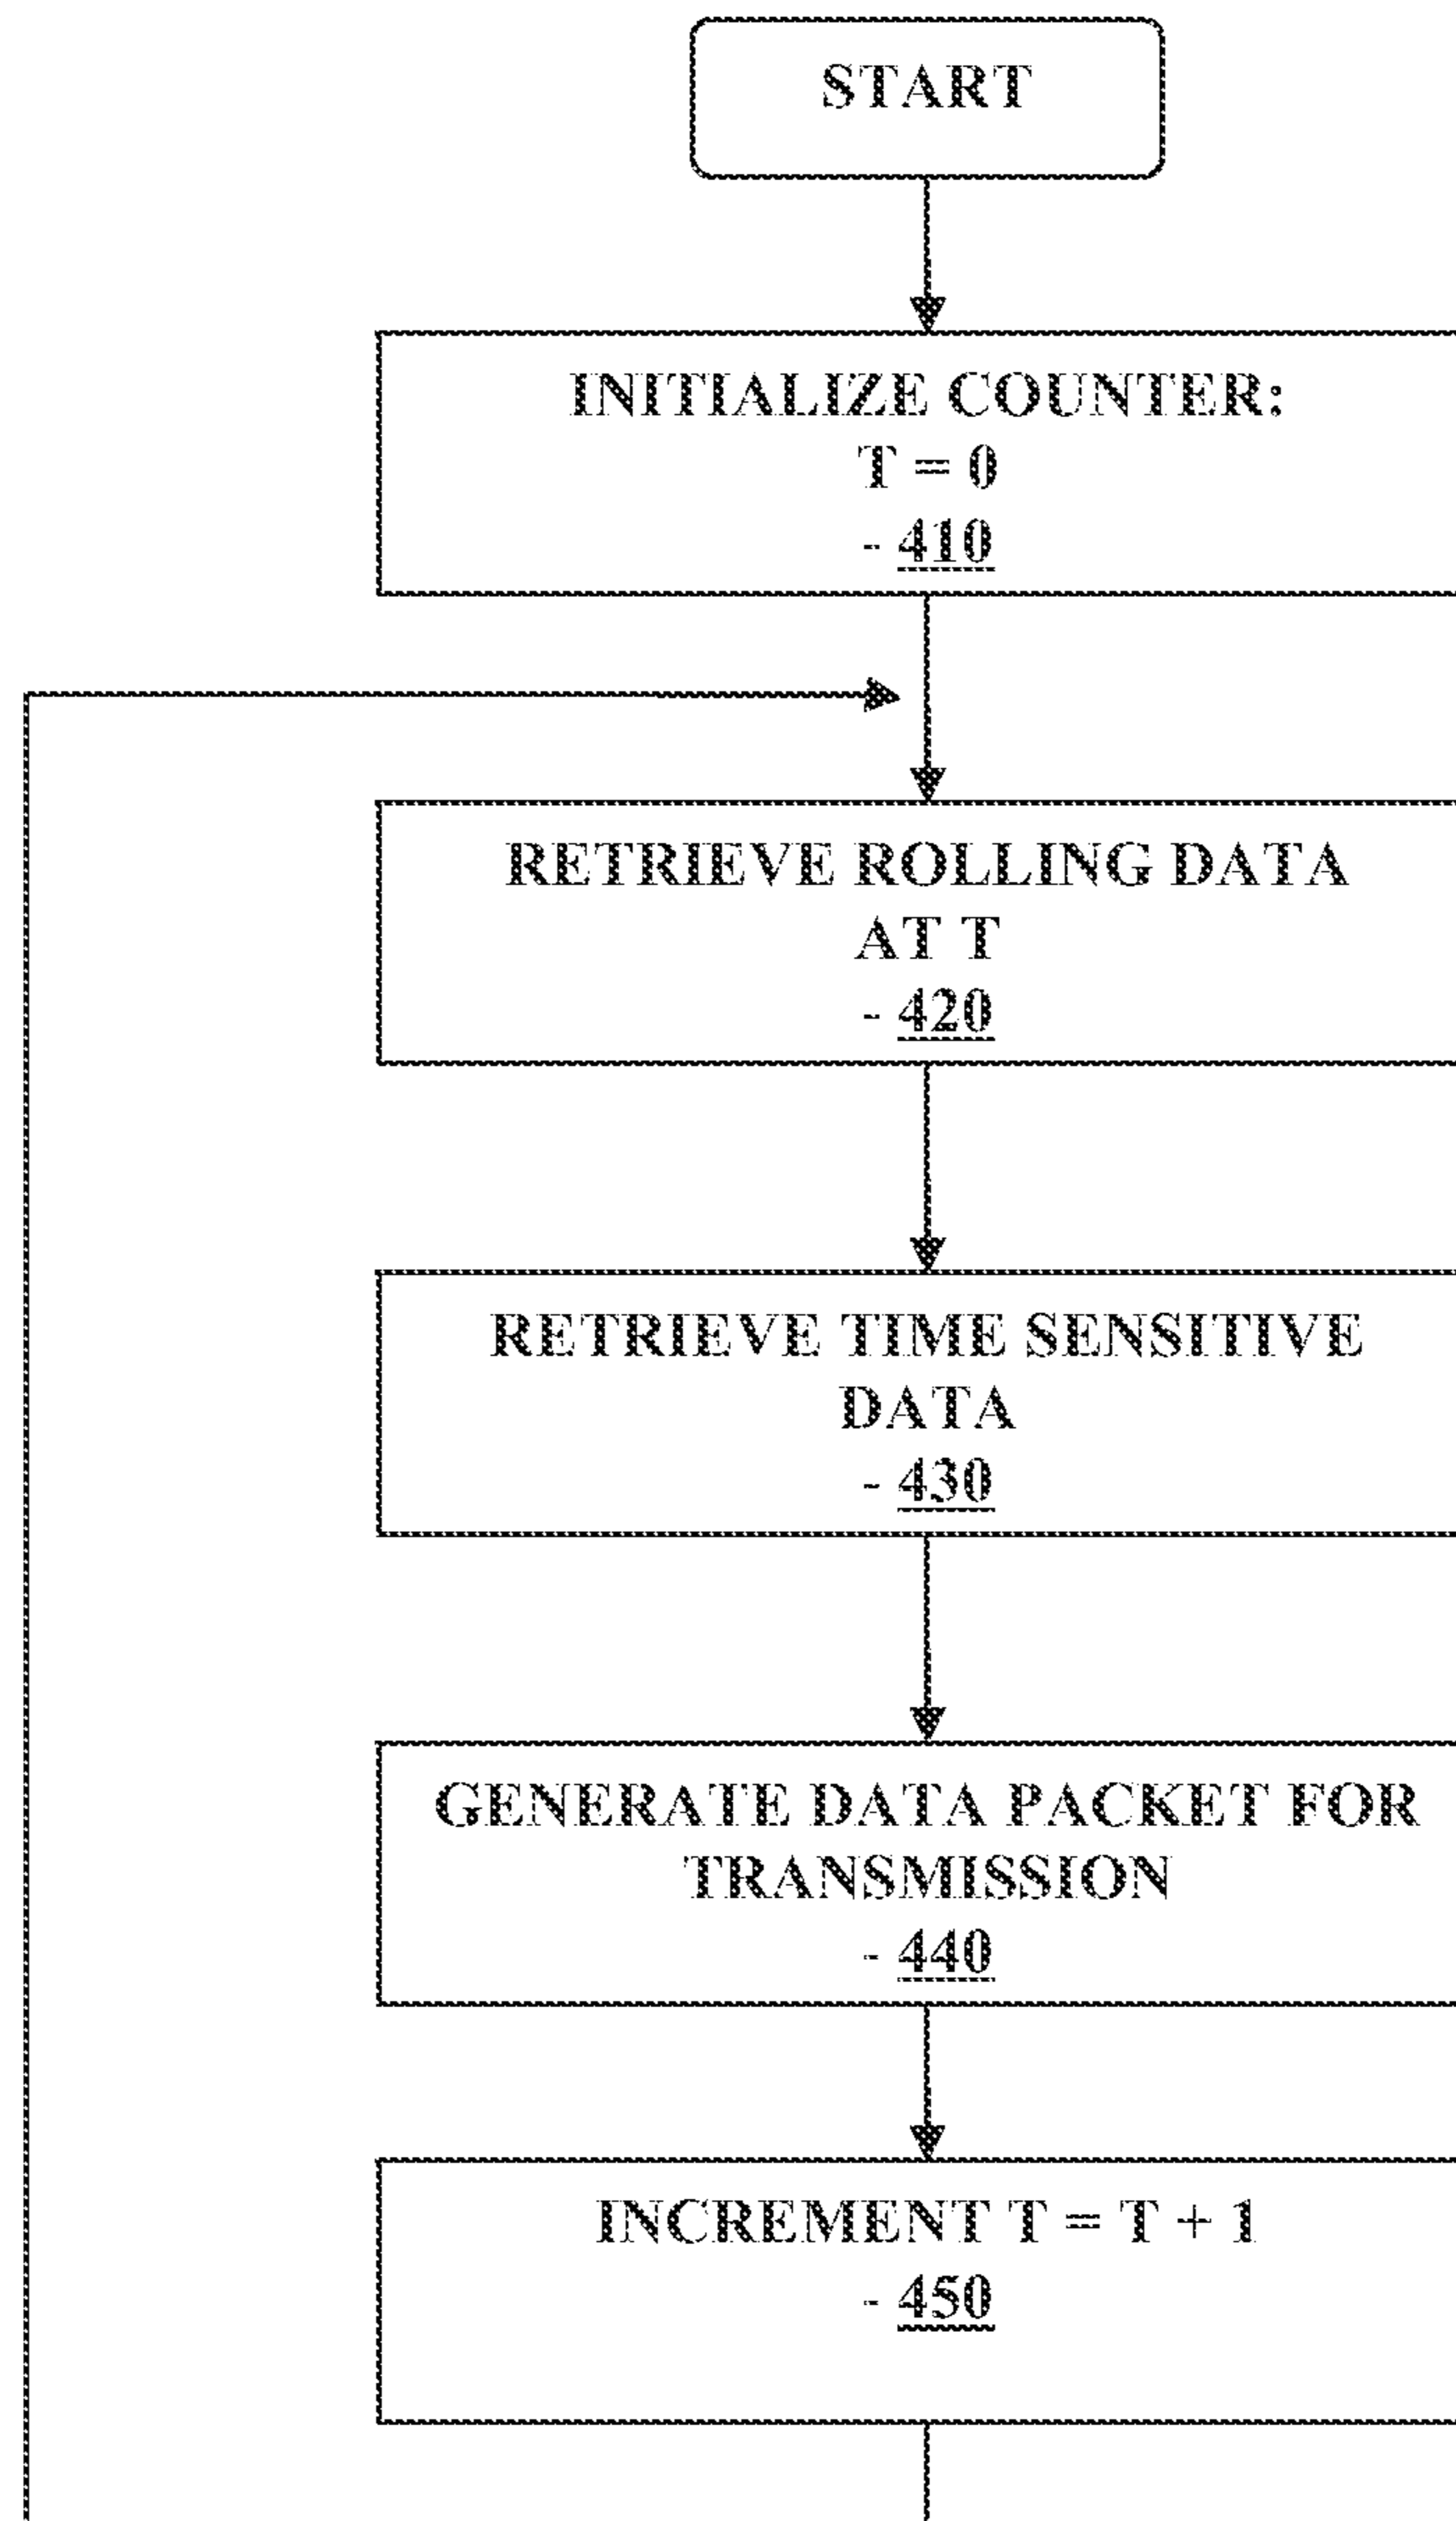 START
INITIALIZE COUNTER:
T = 0
- 410
RETRIEVE ROLLING DATA
AT T
- 420
RETRIEVE TIME SENSITIVE
DATA
- 430
GENERATE DATA PACKET FOR
TRANSMISSION
- 440
INCREMENT T = T + 1
- 450